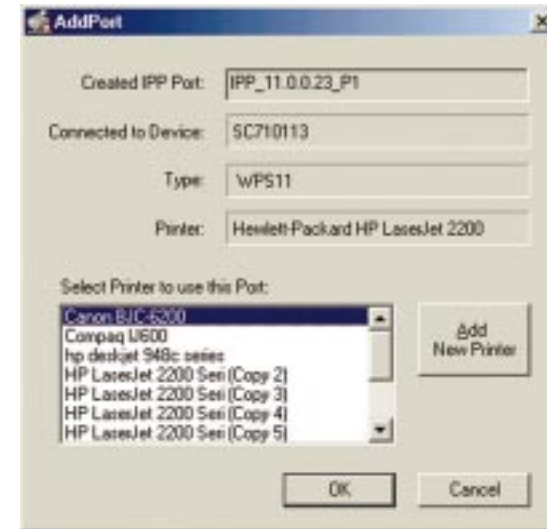 AddPort
Created IPP Port: IPP_11.0.0.23_P1
Connected to Device: SC710113
Type: WPS11
Printer: Hewlett-Packard HP LaserJet 2200
Select Printer to use this Port:
Canon BJC-6200
Compaq IJ600
hp deskjet 948c series
HP LaserJet 2200 Seri (Copy 2)
HP LaserJet 2200 Seri (Copy 3)
HP LaserJet 2200 Seri (Copy 4)
HP LaserJet 2200 Seri (Copy 5)
Add
New Printer
OK
Cancel